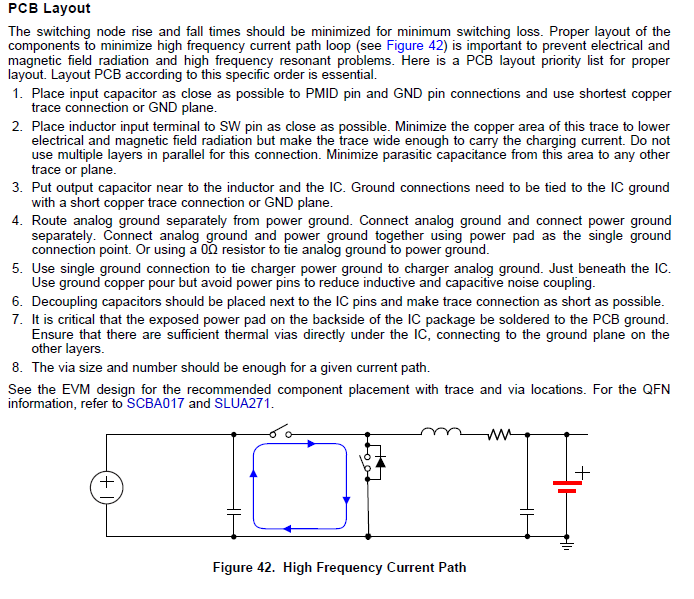 PCB Layout
The switching node rise and fall times should be minimized for minimum switching loss. Proper layout of the
components to minimize high frequency current path loop (see Figure 42) is important to prevent electrical and
magnetic field radiation and high frequency resonant problems. Here is a PCB layout priority list for proper
layout. Layout PCB according to this specific order is essential.
1. Place input capacitor as close as possible to PMID pin and GND pin connections and use shortest copper
trace connection or GND plane.
2. Place inductor input terminal to SW pin as close as possible. Minimize the copper area of this trace to lower
electrical and magnetic field radiation but make the trace wide enough to carry the charging current. Do not
use multiple layers in parallel for this connection. Minimize parasitic capacitance from this area to any other
trace or plane.
3. Put output capacitor near to the inductor and the IC. Ground connections need to be tied to the IC ground
with a short copper trace connection or GND plane.
4. Route analog ground separately from power ground. Connect analog ground and connect power ground
separately. Connect analog ground and power ground together using power pad as the single ground
connection point. Or using a 0Ω resistor to tie analog ground to power ground.
5. Use single ground connection to tie charger power ground to charger analog ground. Just beneath the IC.
Use ground copper pour but avoid power pins to reduce inductive and capacitive noise coupling.
6. Decoupling capacitors should be placed next to the IC pins and make trace connection as short as possible.
7. It is critical that the exposed power pad on the backside of the IC package be soldered to the PCB ground.
Ensure that there are sufficient thermal vias directly under the IC, connecting to the ground plane on the
other layers.
8. The via size and number should be enough for a given current path.
See the EVM design for the recommended component placement with trace and via locations. For the QFN
information, refer to SCBA017 and SLUA271.
+
+
Figure 42. High Frequency Current Path